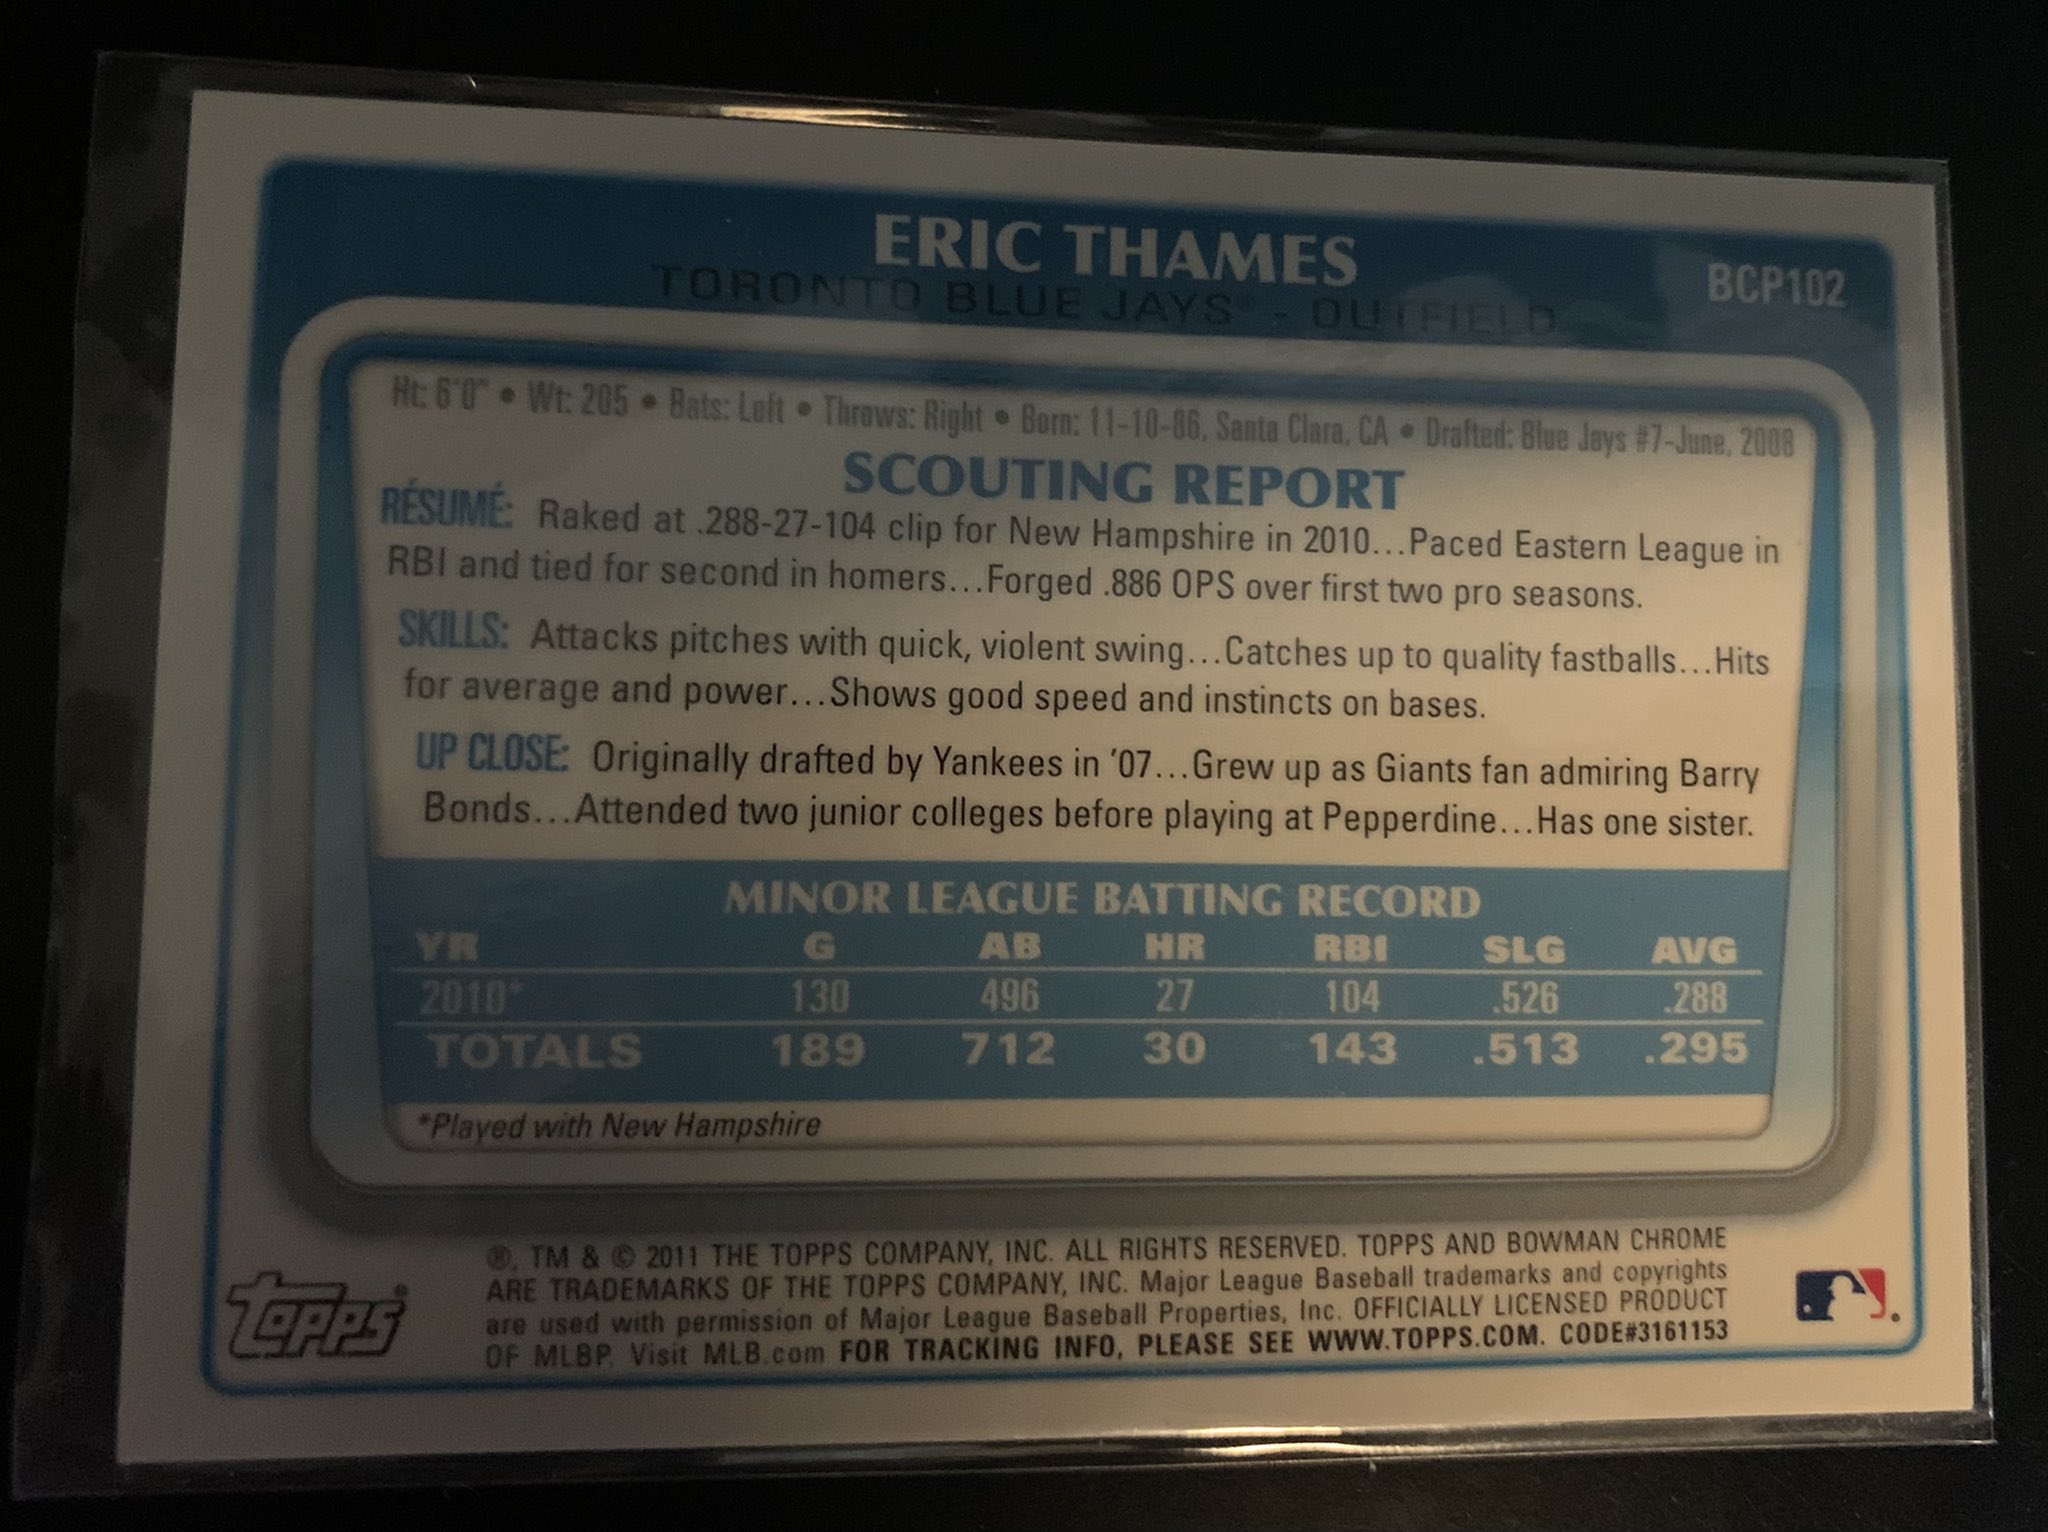 ERIC THAMES
BCP102
TORONTO BLUE JAYS® - OUTFIELD
Ht: 6'0" • Wt: 205 • Bats: Left • Throws: Right • Born: 11-10-86, Santa Clara, CA • Drafted: Blue Jays #7-June, 2008
SCOUTING REPORT
RÉSUMÉ: Raked at .288-27-104 clip for New Hampshire in 2010...Paced Eastern League in
RBI and tied for second in homers...Forged .886 OPS over first two pro seasons.
SKILLS: Attacks pitches with quick, violent swing...Catches up to quality fastballs...Hits
for average and power...Shows good speed and instincts on bases.
UP CLOSE: Originally drafted by Yankees in '07...Grew up as Giants fan admiring Barry
Bonds...Attended two junior colleges before playing at Pepperdine...Has one sister.
MINOR LEAGUE BATTING RECORD
YR G AB HR RBI SLG AVG
2010* 130 496 27 104 .526 .288
TOTALS 189 712 30 143 .513 .295
*Played with New Hampshire
®, TM & © 2011 THE TOPPS COMPANY, INC. ALL RIGHTS RESERVED. TOPPS AND BOWMAN CHROME
ARE TRADEMARKS OF THE TOPPS COMPANY, INC. Major League Baseball trademarks and copyrights
are used with permission of Major League Baseball Properties, Inc. OFFICIALLY LICENSED PRODUCT
OF MLBP. Visit MLB.com FOR TRACKING INFO, PLEASE SEE WWW.TOPPS.COM. CODE#3161153
Topps®